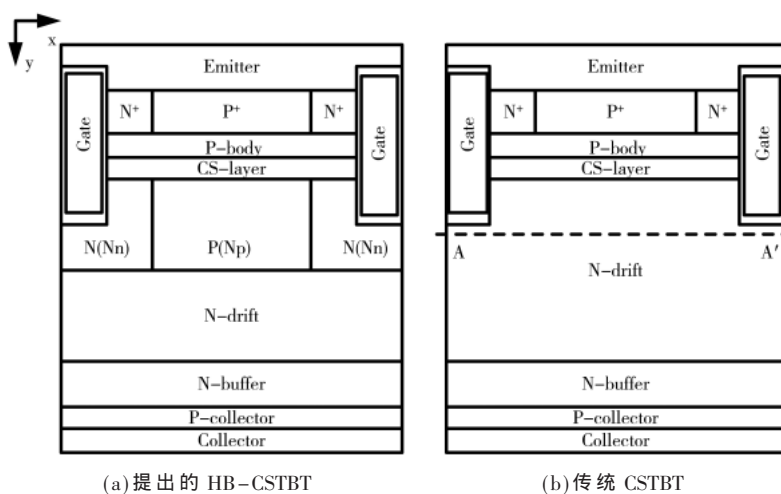 x
y
Emitter
Gate
N+
P+
N+
Gate
P-body
CS-layer
N(Nn)
P(Np)
N(Nn)
N-drift
N-buffer
P-collector
Collector
(a)提出的 HB-CSTBT
Emitter
Gate
N+
P+
N+
Gate
P-body
CS-layer
A
A′
N-drift
N-buffer
P-collector
Collector
(b)传统 CSTBT